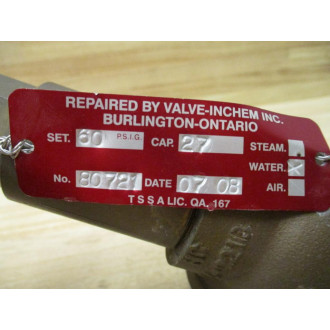 REPAIRED BY VALVE-INCHEM INC.
BURLINGTON-ONTARIO
SET. 60 P.S.I.G. CAP. 27 STEAM.
WATER. X
No. 80721 DATE 07 08 AIR.
T S S A LIC. QA. 167